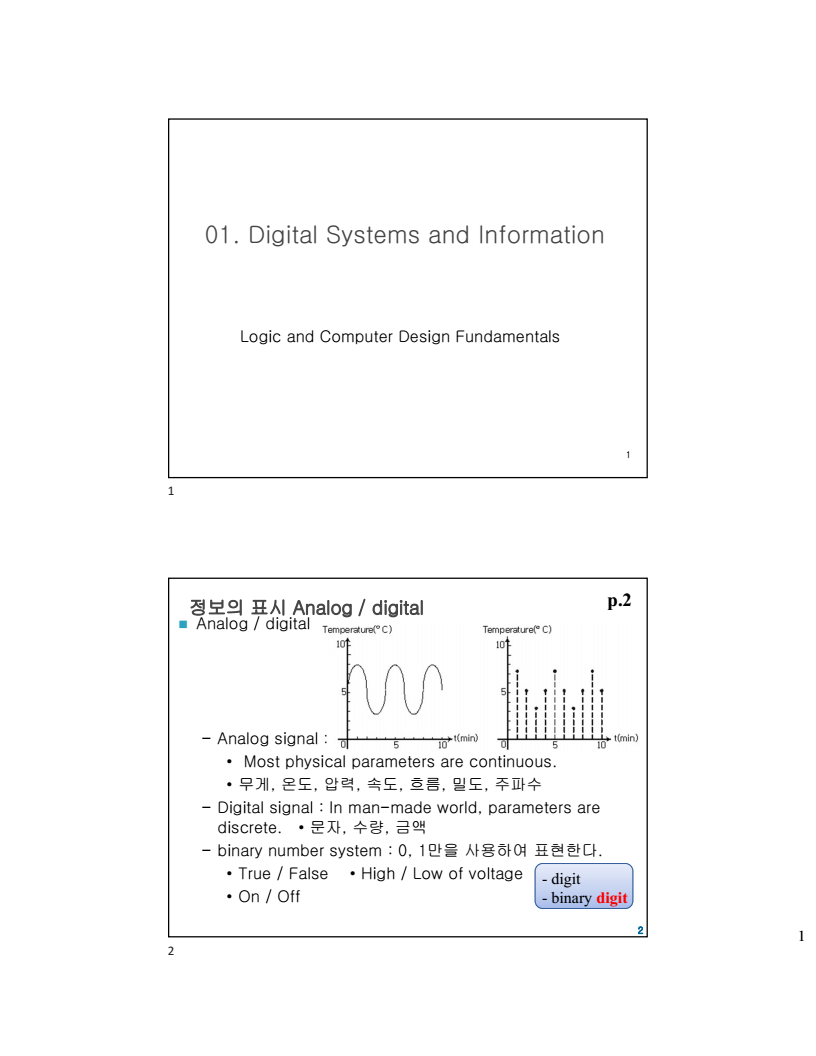 01. Digital Systems and Information
Logic and Computer Design Fundamentals
1
1
정보의 표시 Analog / digital
p.2
■ Analog / digital
Temperature(°C)
10
5
0
5
10
t(min)
Temperature(°C)
10
5
0
5
10
t(min)
– Analog signal :
• Most physical parameters are continuous.
• 무게, 온도, 압력, 속도, 흐름, 밀도, 주파수
– Digital signal : In man-made world, parameters are
discrete. • 문자, 수량, 금액
– binary number system : 0, 1만을 사용하여 표현한다.
• True / False • High / Low of voltage
• On / Off
- digit
- binary digit
2
2
1